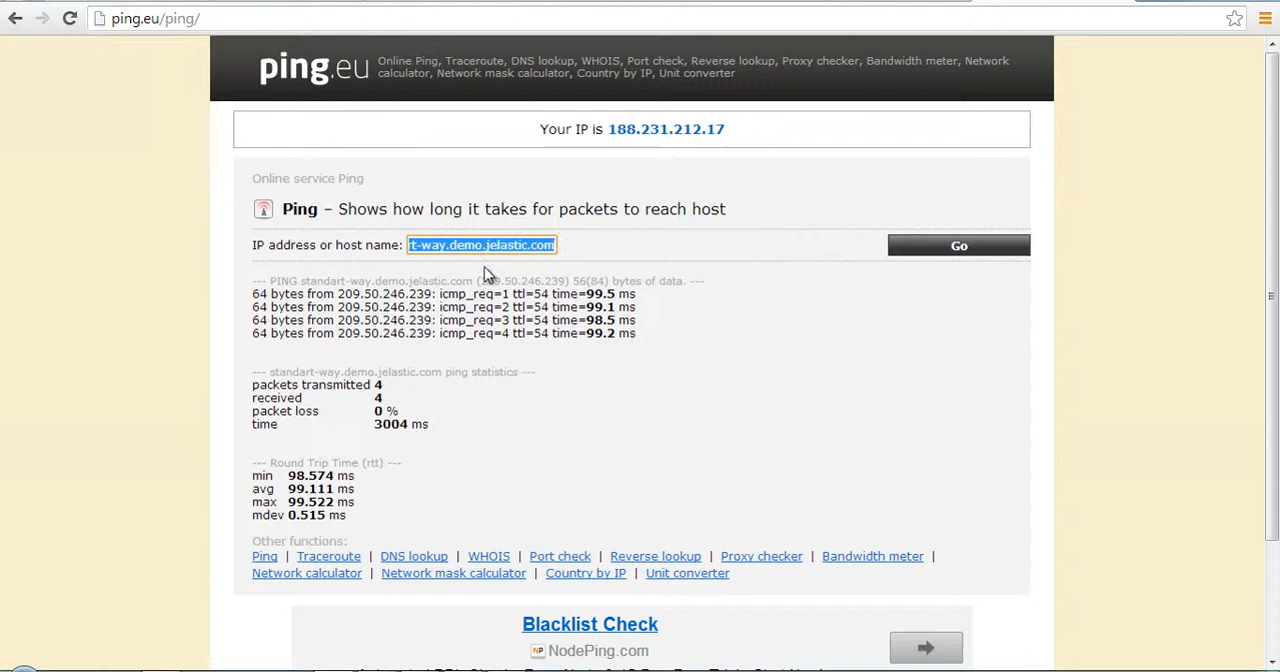 ping.eu/ping/
ping.eu
Online Ping, Traceroute, DNS lookup, WHOIS, Port check, Reverse lookup, Proxy checker, Bandwidth meter, Network
calculator, Network mask calculator, Country by IP, Unit converter
Your IP is 188.231.212.17
Online service Ping
Ping – Shows how long it takes for packets to reach host
IP address or host name: rt-way.demo.jelastic.com Go
--- PING standart-way.demo.jelastic.com ( .50.246.239) 56(84) bytes of data. ---
64 bytes from 209.50.246.239: icmp_req=1 ttl=54 time=99.5 ms
64 bytes from 209.50.246.239: icmp_req=2 ttl=54 time=99.1 ms
64 bytes from 209.50.246.239: icmp_req=3 ttl=54 time=98.5 ms
64 bytes from 209.50.246.239: icmp_req=4 ttl=54 time=99.2 ms
--- standart-way.demo.jelastic.com ping statistics ---
packets transmitted 4
received 4
packet loss 0 %
time 3004 ms
--- Round Trip Time (rtt) ---
min 98.574 ms
avg 99.111 ms
max 99.522 ms
mdev 0.515 ms
Other functions:
Ping | Traceroute | DNS lookup | WHOIS | Port check | Reverse lookup | Proxy checker | Bandwidth meter |
Network calculator | Network mask calculator | Country by IP | Unit converter
Blacklist Check
NP NodePing.com